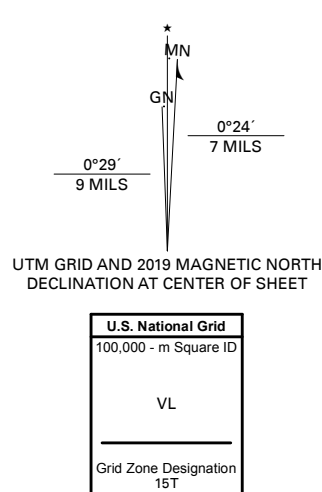 ★
MN
GN
0°24´
7 MILS
0°29´
9 MILS
UTM GRID AND 2019 MAGNETIC NORTH
DECLINATION AT CENTER OF SHEET
U.S. National Grid
100,000 - m Square ID
VL
Grid Zone Designation
15T